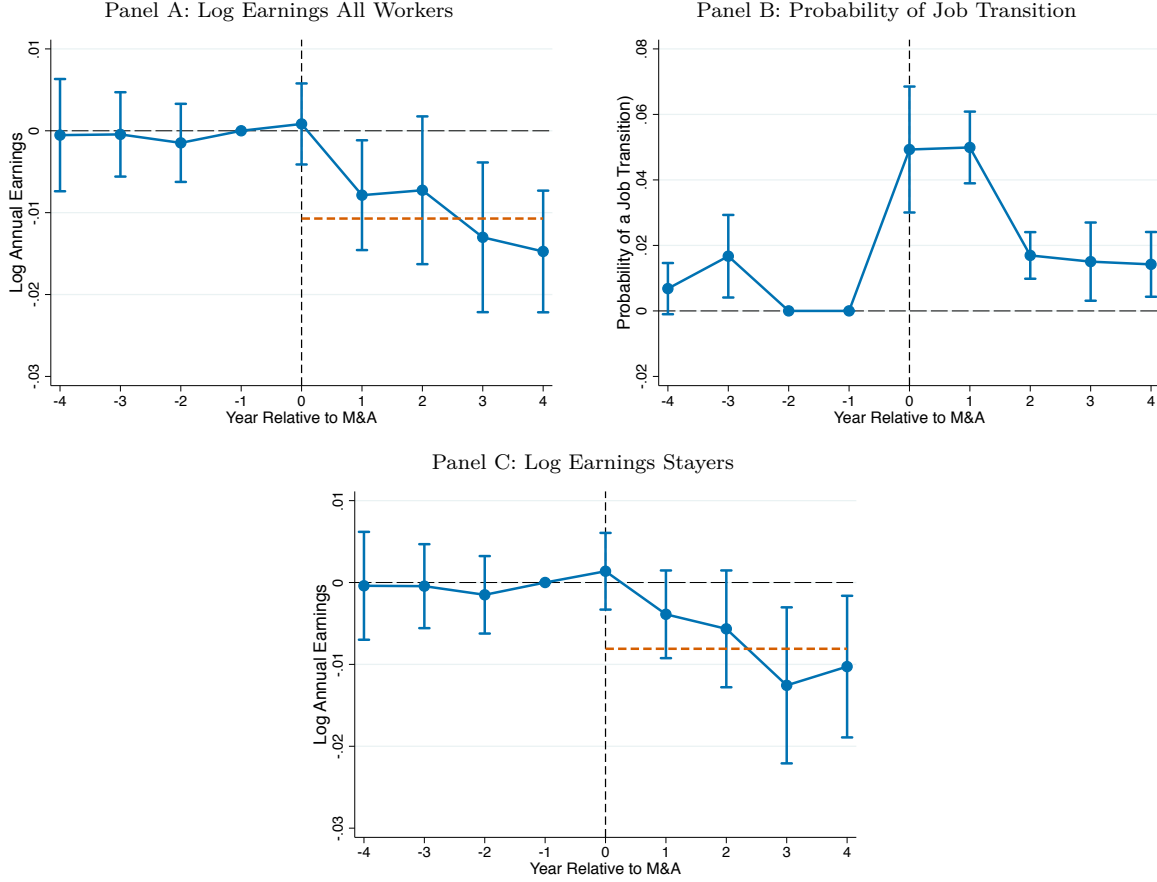 Panel A: Log Earnings All Workers
Log Annual Earnings
.01
0
-.01
-.02
-.03
-4 -3 -2 -1 0 1 2 3 4
Year Relative to M&A
Panel B: Probability of Job Transition
Probability of a Job Transition)
.08
.06
.04
.02
0
-.02
-4 -3 -2 -1 0 1 2 3 4
Year Relative to M&A
Panel C: Log Earnings Stayers
Log Annual Earnings
.01
0
-.01
-.02
-.03
-4 -3 -2 -1 0 1 2 3 4
Year Relative to M&A